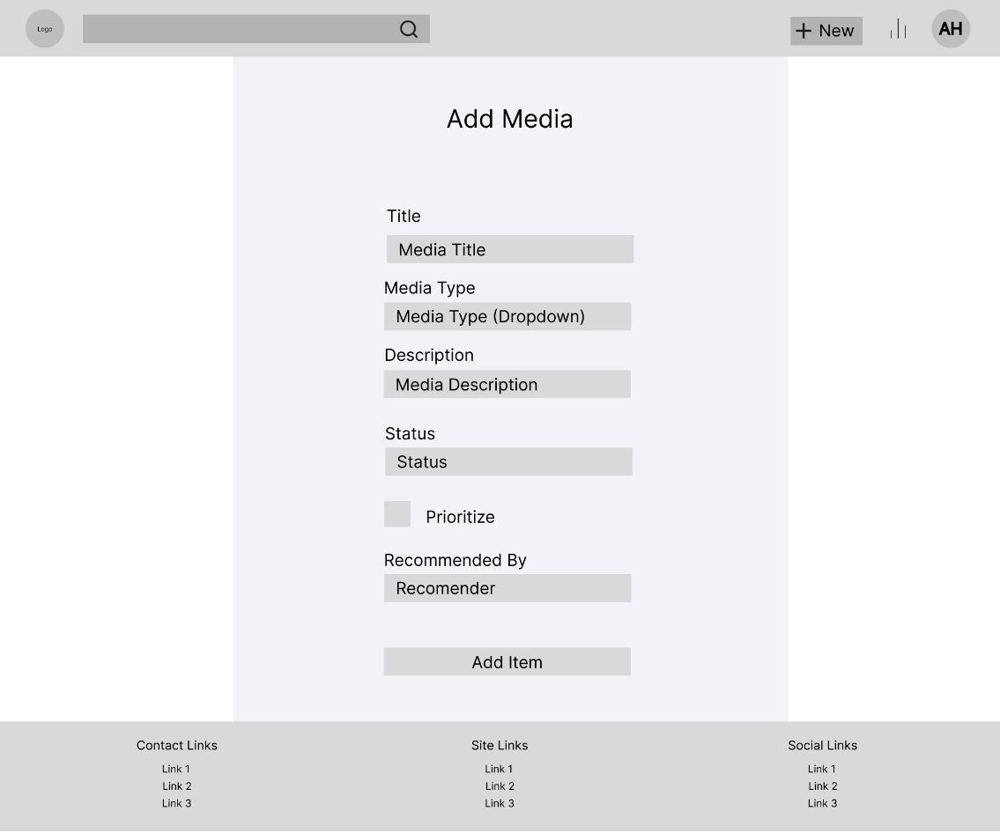 Logo
+ New
AH
Add Media
Title
Media Title
Media Type
Media Type (Dropdown)
Description
Media Description
Status
Status
Prioritize
Recommended By
Recomender
Add Item
Contact Links
Link 1
Link 2
Link 3
Site Links
Link 1
Link 2
Link 3
Social Links
Link 1
Link 2
Link 3